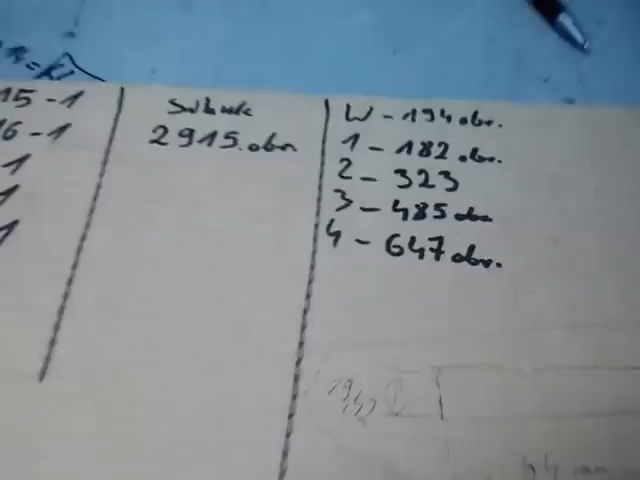 15-1
16-1
1
1
1
Silnik
2915.obr
W - 194 obr.
1 - 182 obr.
2 - 323
3 - 485 obr
4 - 647 obr.